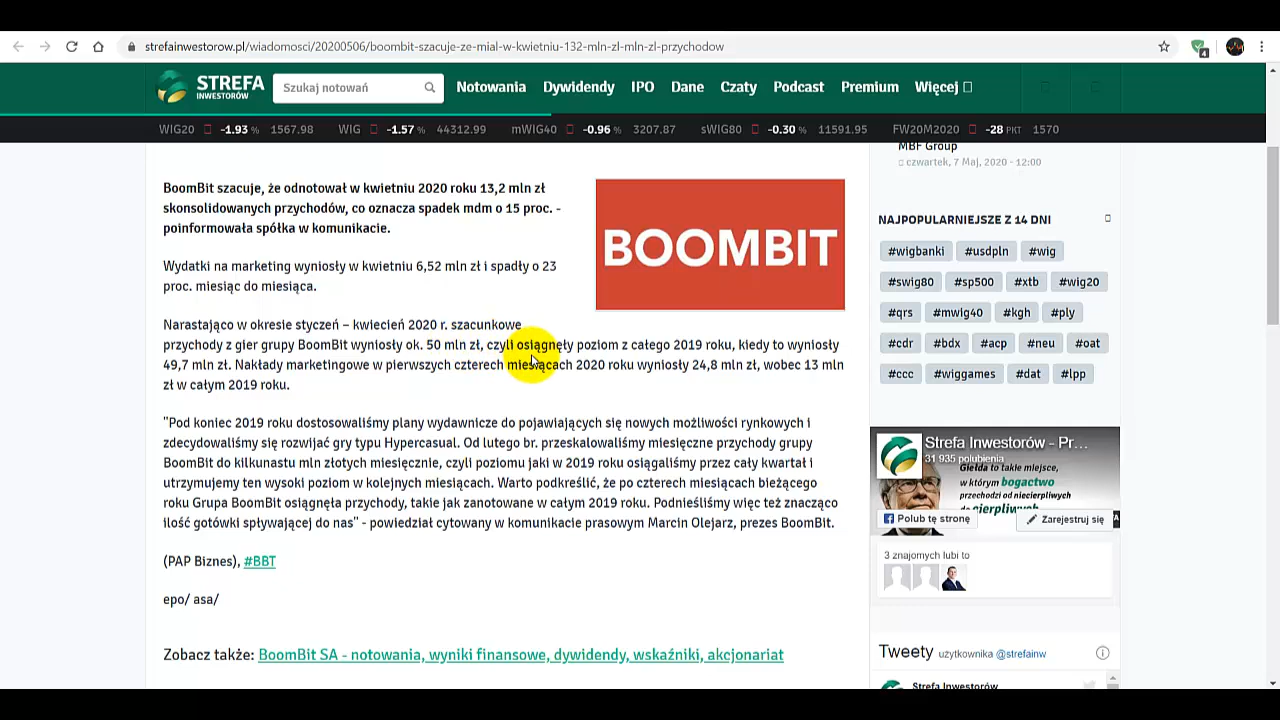 strefainwestorow.pl/wiadomosci/20200506/boombit-szacuje-ze-mial-w-kwietniu-132-mln-zl-mln-zl-przychodow
4
STREFA
INWESTORÓW
Szukaj notowań
Notowania Dywidendy IPO Dane Czaty Podcast Premium Więcej
WIG20 -1.93 % 1567.98 WIG -1.57 % 44312.99 mWIG40 -0.96 % 3207.87 sWIG80 -0.30 % 11591.95 FW20M2020 -28 PKT 1570
MBF Group
czwartek, 7 Maj, 2020 - 12:00
BoomBit szacuje, że odnotował w kwietniu 2020 roku 13,2 mln zł
skonsolidowanych przychodów, co oznacza spadek mdm o 15 proc. -
poinformowała spółka w komunikacie.
BOOMBIT
Wydatki na marketing wyniosły w kwietniu 6,52 mln zł i spadły o 23
proc. miesiąc do miesiąca.
Narastająco w okresie styczeń – kwiecień 2020 r. szacunkowe
przychody z gier grupy BoomBit wyniosły ok. 50 mln zł, czyli osiągnęły poziom z całego 2019 roku, kiedy to wyniosły
49,7 mln zł. Nakłady marketingowe w pierwszych czterech miesiącach 2020 roku wyniosły 24,8 mln zł, wobec 13 mln
zł w całym 2019 roku.
"Pod koniec 2019 roku dostosowaliśmy plany wydawnicze do pojawiających się nowych możliwości rynkowych i
zdecydowaliśmy się rozwijać gry typu Hypercasual. Od lutego br. przeskalowaliśmy miesięczne przychody grupy
BoomBit do kilkunastu mln złotych miesięcznie, czyli poziomu jaki w 2019 roku osiągaliśmy przez cały kwartał i
utrzymujemy ten wysoki poziom w kolejnych miesiącach. Warto podkreślić, że po czterech miesiącach bieżącego
roku Grupa BoomBit osiągnęła przychody, takie jak zanotowane w całym 2019 roku. Podnieśliśmy więc też znacząco
ilość gotówki spływającej do nas" - powiedział cytowany w komunikacie prasowym Marcin Olejarz, prezes BoomBit.
(PAP Biznes), #BBT
epo/ asa/
Zobacz także: BoomBit SA - notowania, wyniki finansowe, dywidendy, wskaźniki, akcjonariat
NAJPOPULARNIEJSZE Z 14 DNI
#wigbanki #usdpln #wig
#swig80 #sp500 #xtb #wig20
#qrs #mwig40 #kgh #ply
#cdr #bdx #acp #neu #oat
#ccc #wiggames #dat #lpp
Strefa Inwestorów - Pr...
31 935 polubienia
Giełda to takie miejsce,
w którym bogactwo
przechodzi od niecierpliwych
cierpliwych
Polub tę stronę
Zarejestruj się
3 znajomych lubi to
Tweety użytkownika @strefainw
Strefa Inwestorów